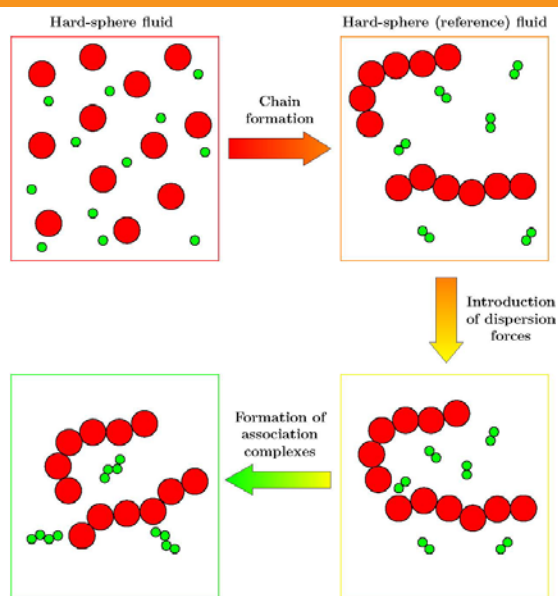 Hard-sphere fluid
Hard-sphere (reference) fluid
Chain
formation
Introduction
of dispersion
forces
Formation of
association
complexes